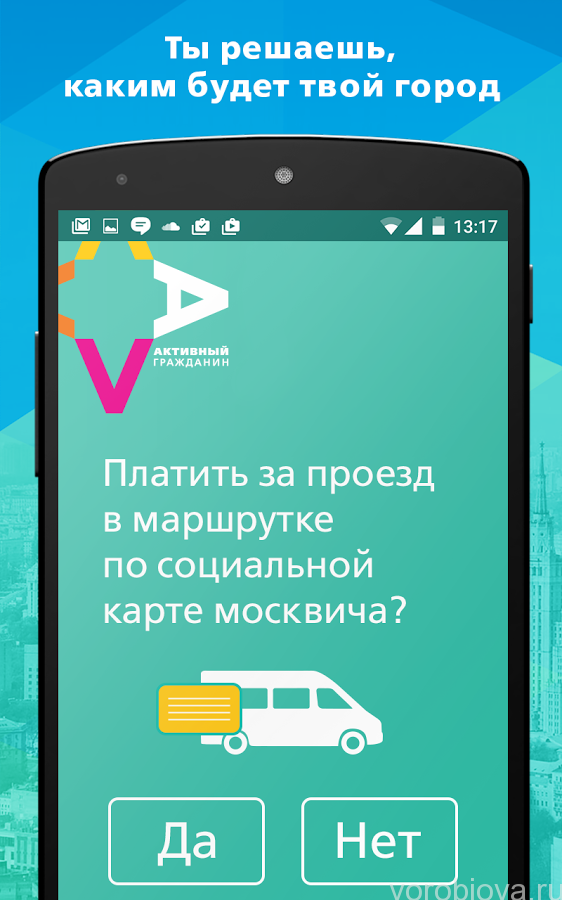 Ты решаешь,
каким будет твой город
13:17
АКТИВНЫЙ
ГРАЖДАНИН
Платить за проезд
в маршрутке
по социальной
карте москвича?
Да Нет
vorobiova.ru